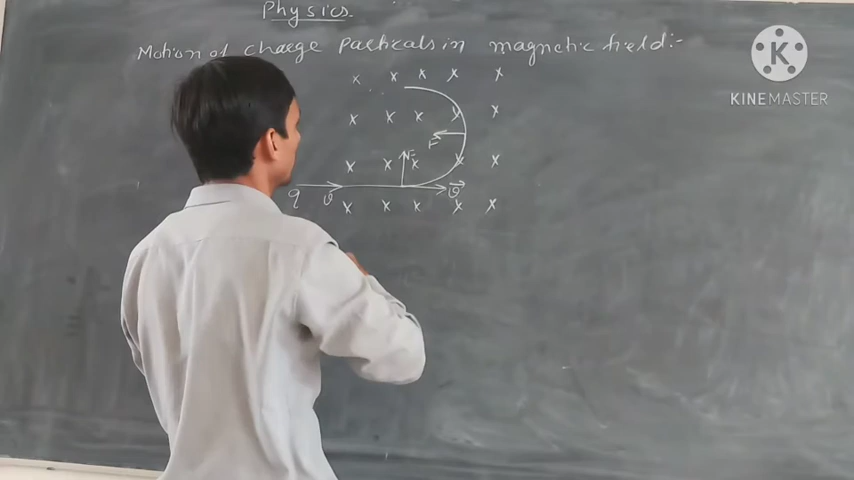 Physics
Motion of charge Particals in magnetic field:-
x x x x x
x x x x x
F
x x F x x x
q v v
x x x x x
K
KINEMASTER